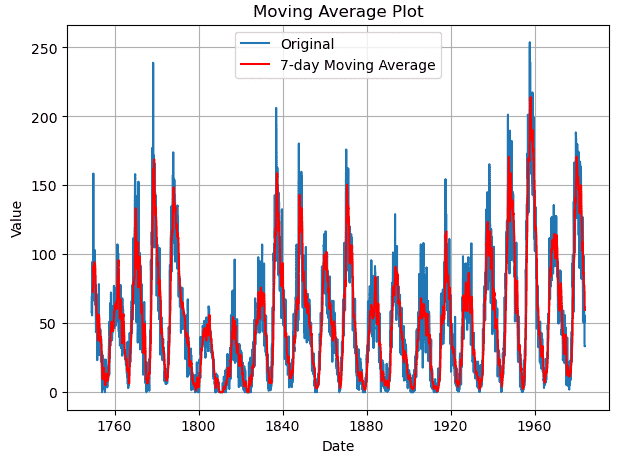 Moving Average Plot
Original
7-day Moving Average
Value
250
200
150
100
50
0
1760 1800 1840 1880 1920 1960
Date